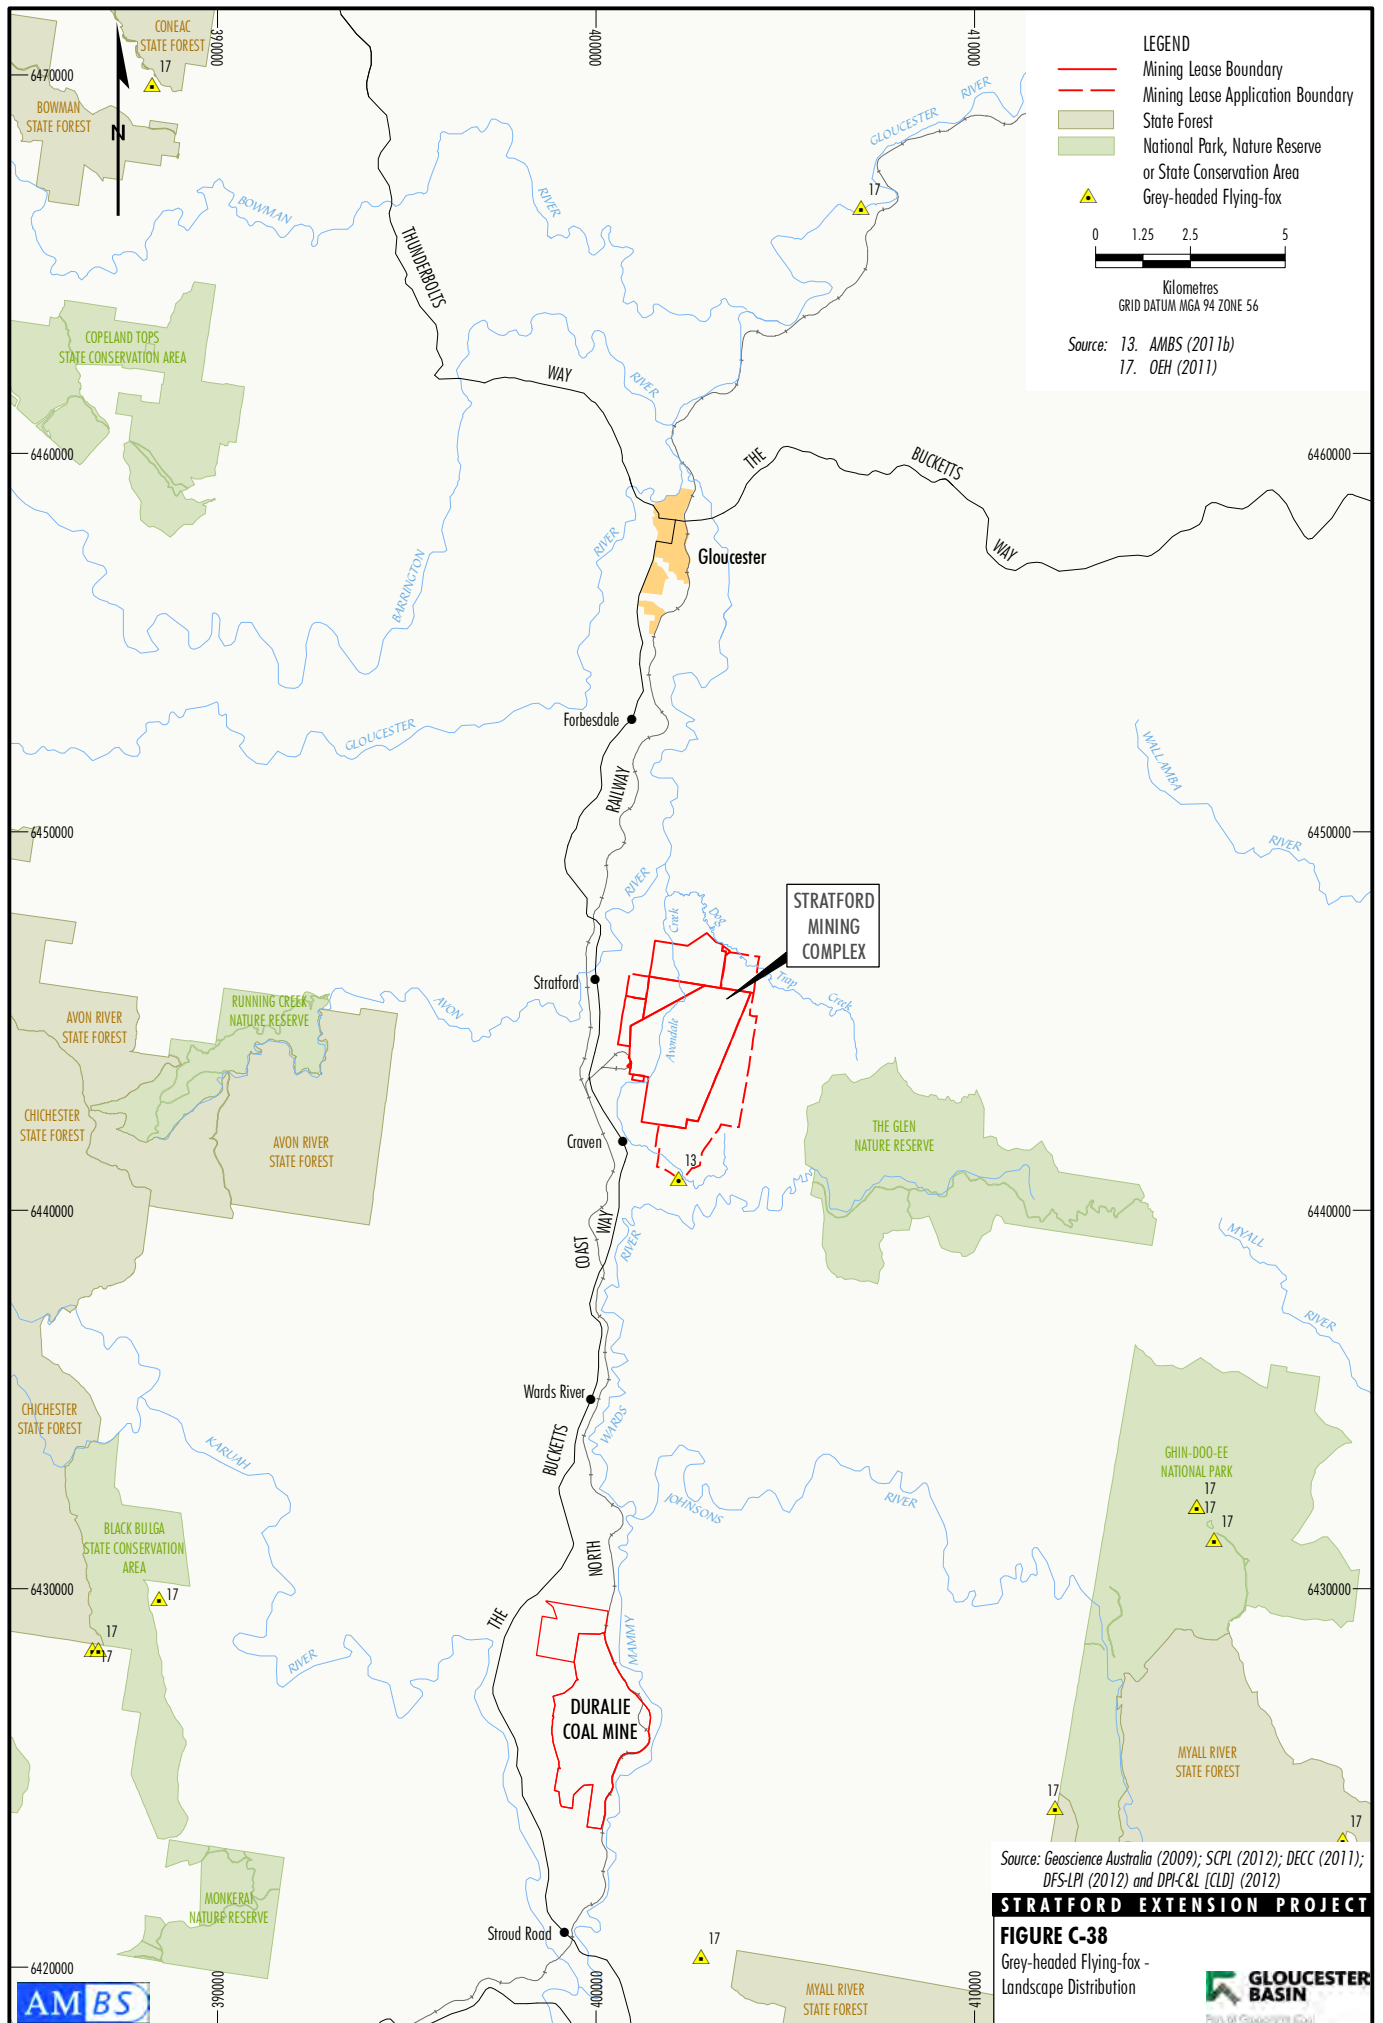 CONEAC
STATE FOREST
17
390000
400000
410000
6470000
BOWMAN
STATE FOREST
N
LEGEND
Mining Lease Boundary
Mining Lease Application Boundary
State Forest
National Park, Nature Reserve
or State Conservation Area
Grey-headed Flying-fox
0 1.25 2.5 5
Kilometres
GRID DATUM MGA 94 ZONE 56
Source: 13. AMBS (2011b)
17. OEH (2011)
GLOUCESTER
RIVER
17
BOWMAN
RIVER
THUNDERBOLTS
WAY
COPELAND TOPS
STATE CONSERVATION AREA
RIVER
6460000
THE
BUCKETTS
WAY
6460000
RIVER
Gloucester
BARRINGTON
Forbesdale
GLOUCESTER
RAILWAY
WALLAMBA
RIVER
6450000
6450000
RIVER
Creek
Dog
Trap
Creek
Avondale
STRATFORD
MINING
COMPLEX
Stratford
AVON
RUNNING CREEK
NATURE RESERVE
AVON RIVER
STATE FOREST
CHICHESTER
STATE FOREST
AVON RIVER
STATE FOREST
THE GLEN
NATURE RESERVE
Craven
13
6440000
6440000
WAY
COAST
RIVER
MYALL
RIVER
Wards River
WARDS
CHICHESTER
STATE FOREST
KARUAH
BUCKETTS
JOHNSONS
RIVER
GHIN-DOO-EE
NATIONAL PARK
17
17
17
BLACK BULGA
STATE CONSERVATION
AREA
NORTH
6430000
6430000
17
THE
MAMMY
17
17
RIVER
DURALIE
COAL MINE
MYALL RIVER
STATE FOREST
17
17
Source: Geoscience Australia (2009); SCPL (2012); DECC (2011);
DFS-LPI (2012) and DPI-C&L [CLD] (2012)
STRATFORD EXTENSION PROJECT
FIGURE C-38
Grey-headed Flying-fox -
Landscape Distribution
GLOUCESTER
BASIN
MONKERAI
NATURE RESERVE
Stroud Road
17
6420000
MYALL RIVER
STATE FOREST
AMBS
390000
400000
410000